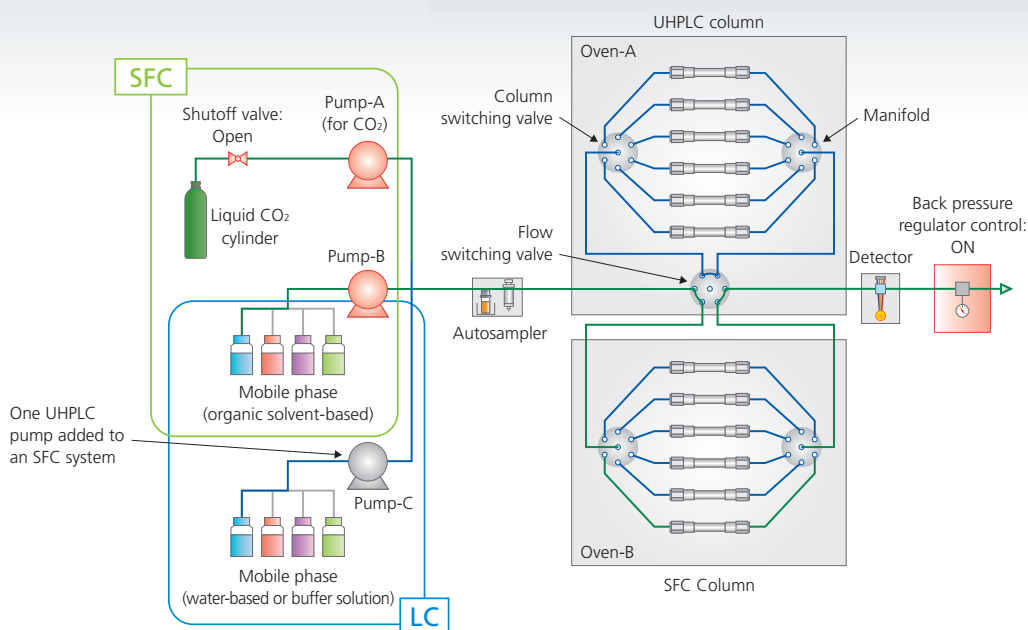 UHPLC column
Oven-A
SFC
Pump-A
(for CO₂)
Shutoff valve:
Open
Column
switching valve
Manifold
Liquid CO₂
cylinder
Back pressure
regulator control:
ON
Flow
switching valve
Pump-B
Detector
Autosampler
Mobile phase
(organic solvent-based)
One UHPLC
pump added to
an SFC system
Pump-C
Mobile phase
(water-based or buffer solution)
LC
Oven-B
SFC Column